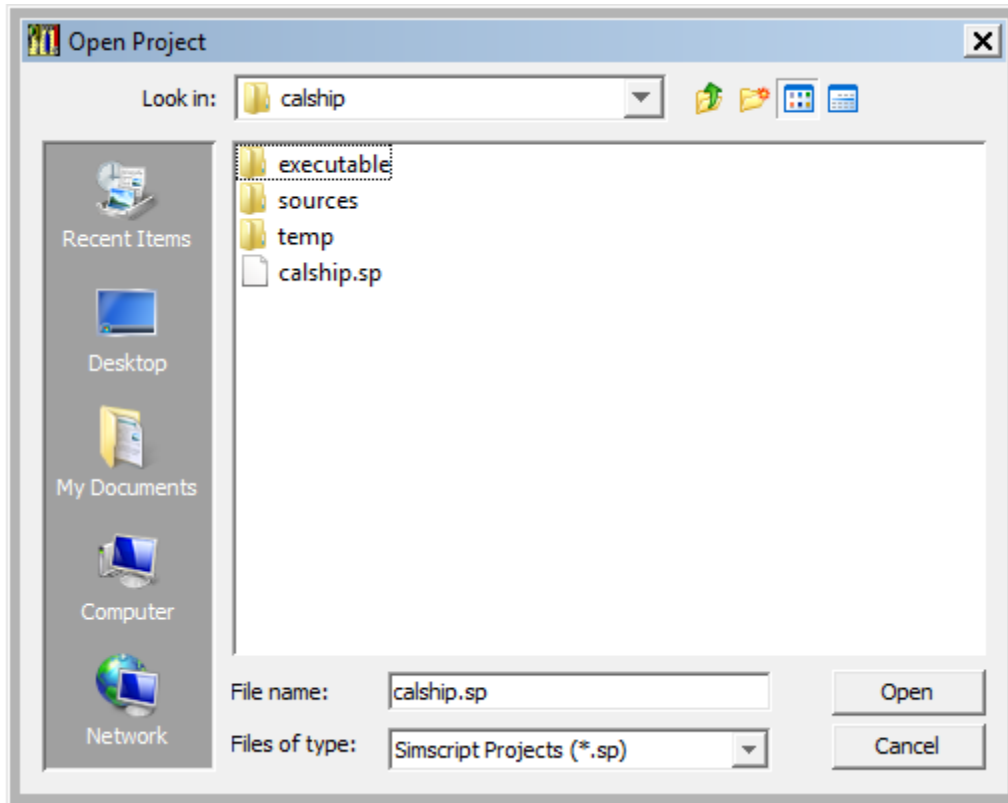 Open Project
Look in: calship
executable
sources
temp
calship.sp
Recent Items
Desktop
My Documents
Computer
Network
File name: calship.sp Open
Files of type: Simscript Projects (*.sp) Cancel